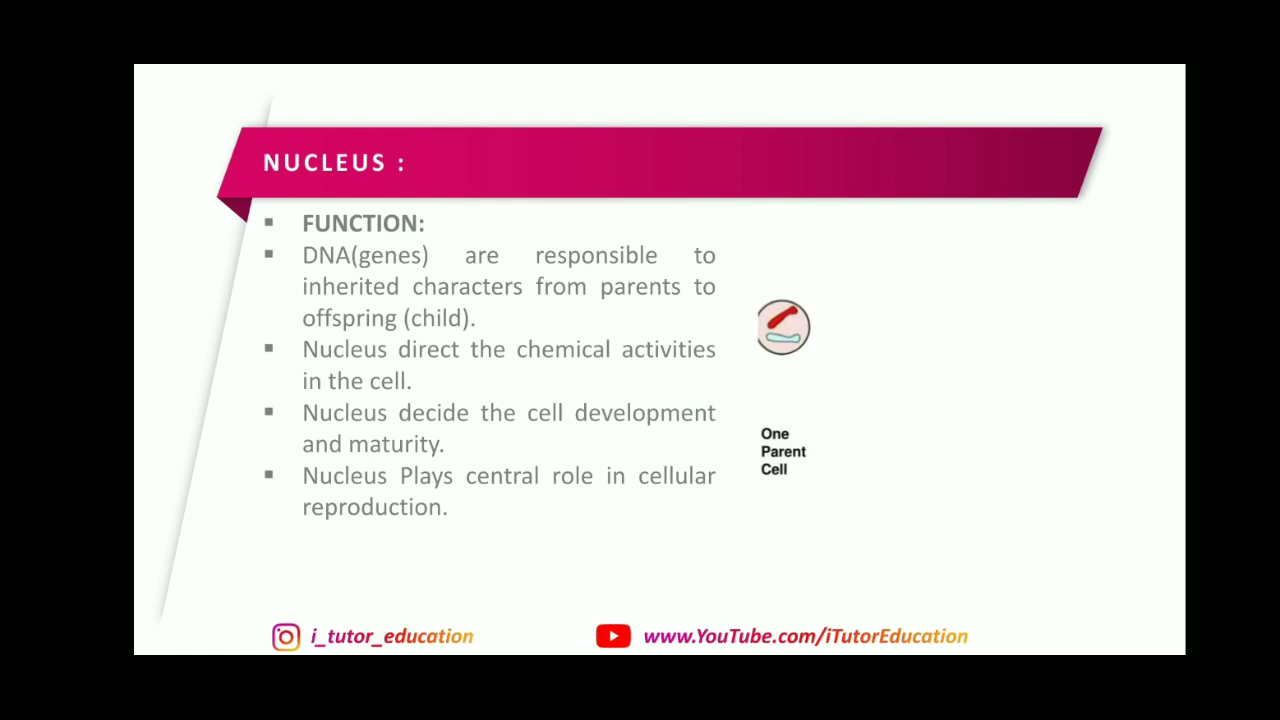 NUCLEUS :
▪ FUNCTION:
▪ DNA(genes) are responsible to
inherited characters from parents to
offspring (child).
▪ Nucleus direct the chemical activities
in the cell.
▪ Nucleus decide the cell development
and maturity.
▪ Nucleus Plays central role in cellular
reproduction.
One
Parent
Cell
i_tutor_education
www.YouTube.com/iTutorEducation